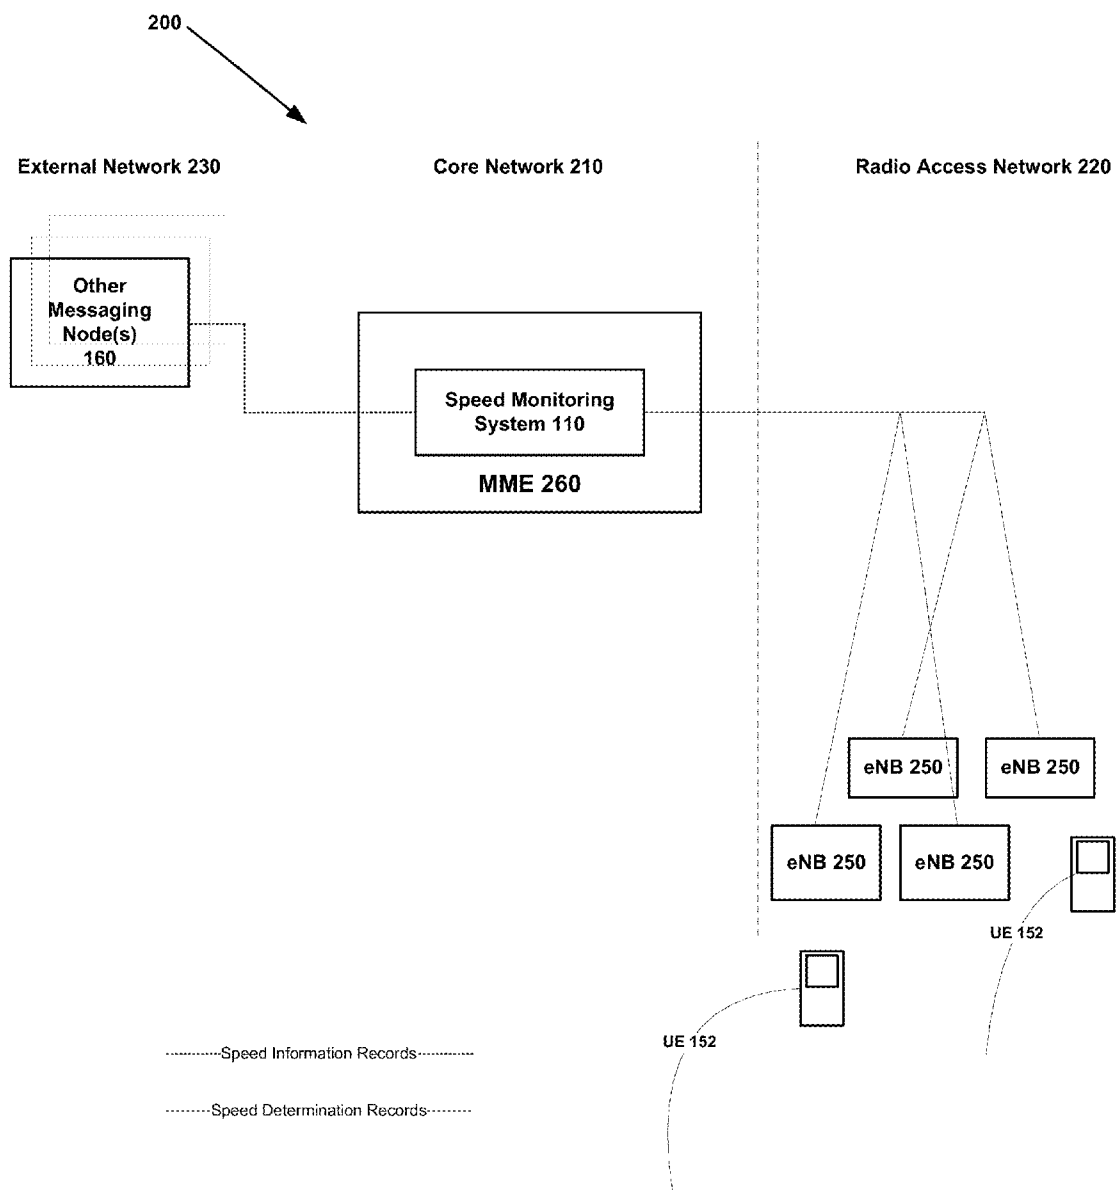 200
External Network 230
Core Network 210
Radio Access Network 220
Other
Messaging
Node(s)
160
Speed Monitoring
System 110
MME 260
eNB 250
eNB 250
eNB 250
eNB 250
UE 152
UE 152
Speed Information Records
Speed Determination Records